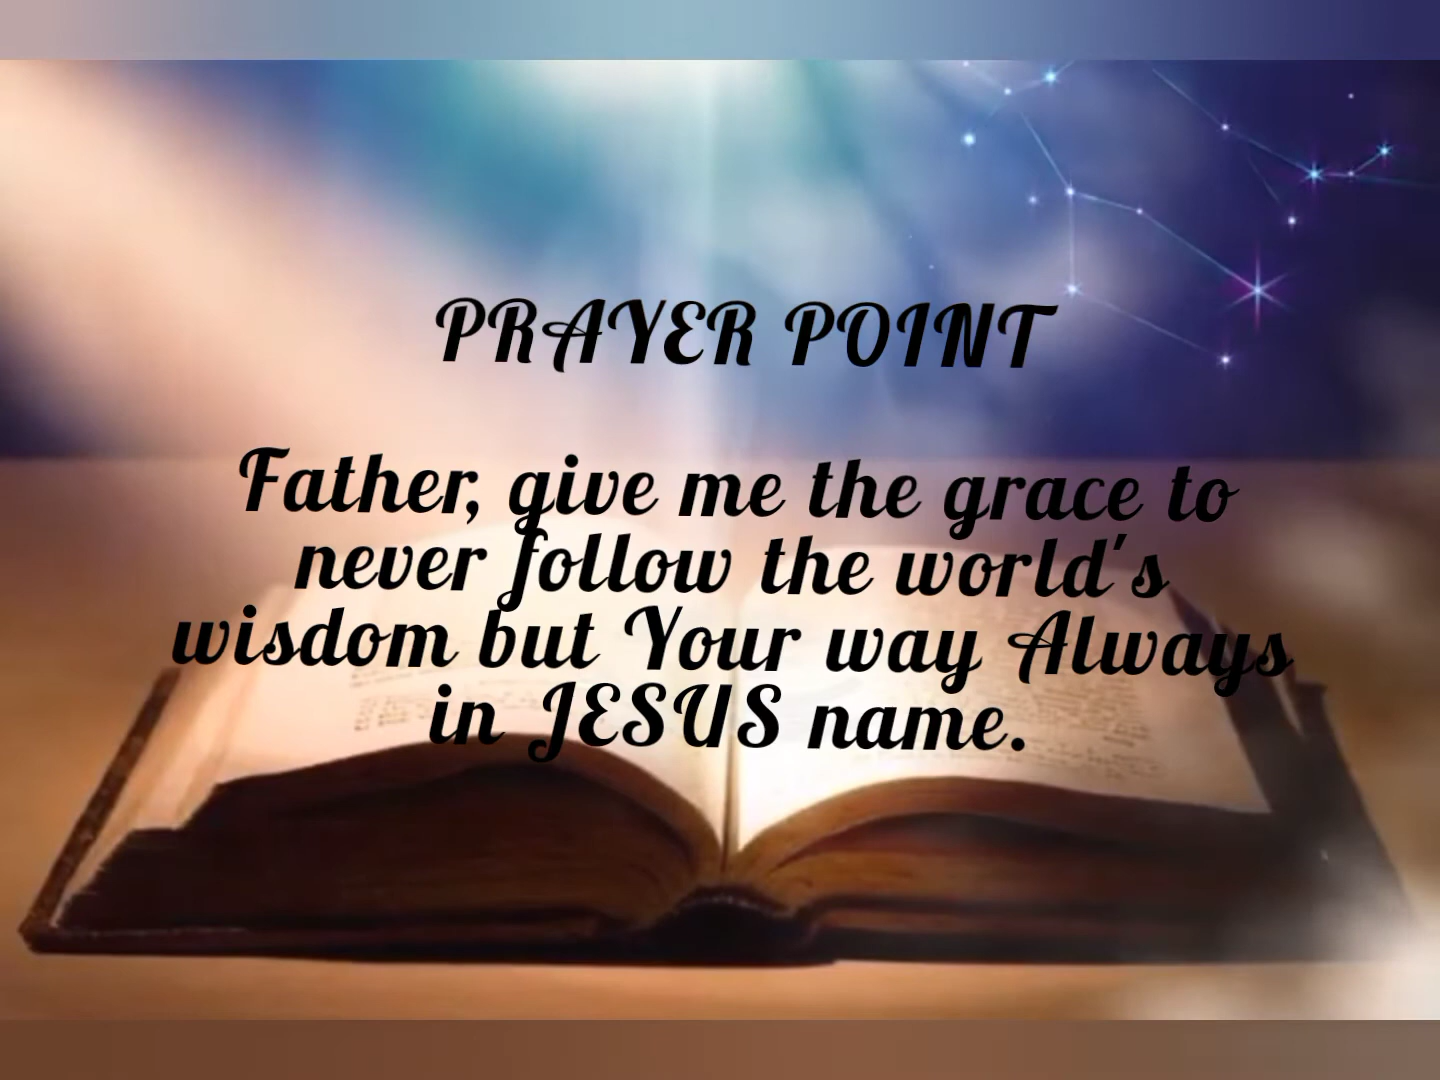 PRAYER POINT
Father, give me the grace to
never follow the world's
wisdom but Your way Always
in JESUS name.